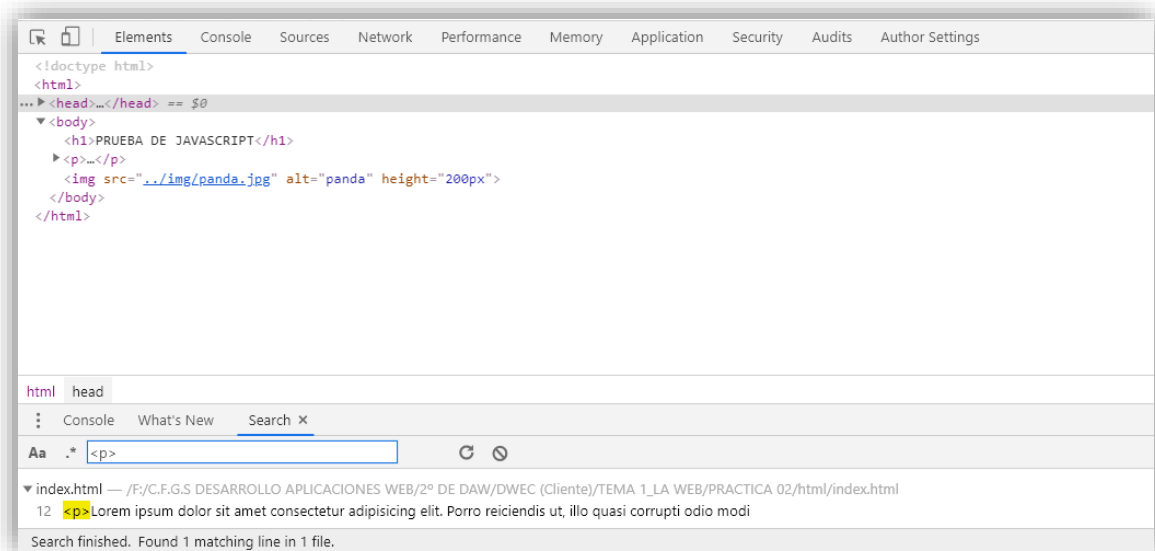 Elements Console Sources Network Performance Memory Application Security Audits Author Settings
<!doctype html>
<html>
... <head>…</head> == $0
<body>
<h1>PRUEBA DE JAVASCRIPT</h1>
<p>…</p>
<img src="../img/panda.jpg" alt="panda" height="200px">
</body>
</html>
html head
Console What's New Search ×
Aa .* <p>
index.html — /F:/C.F.G.S DESARROLLO APLICACIONES WEB/2º DE DAW/DWEC (Cliente)/TEMA 1_LA WEB/PRACTICA 02/html/index.html
12 <p>Lorem ipsum dolor sit amet consectetur adipisicing elit. Porro reiciendis ut, illo quasi corrupti odio modi
Search finished. Found 1 matching line in 1 file.